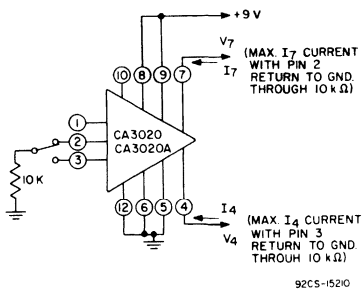 +9 V
V7
(MAX. I7 CURRENT
WITH PIN 2
RETURN TO GND.
THROUGH 10 kΩ)
I7
10
8
9
7
1
2
3
CA3020
CA3020A
10K
12
6
5
4
I4
V4
(MAX. I4 CURRENT
WITH PIN 3
RETURN TO GND.
THROUH 10 kΩ)
92CS-15210